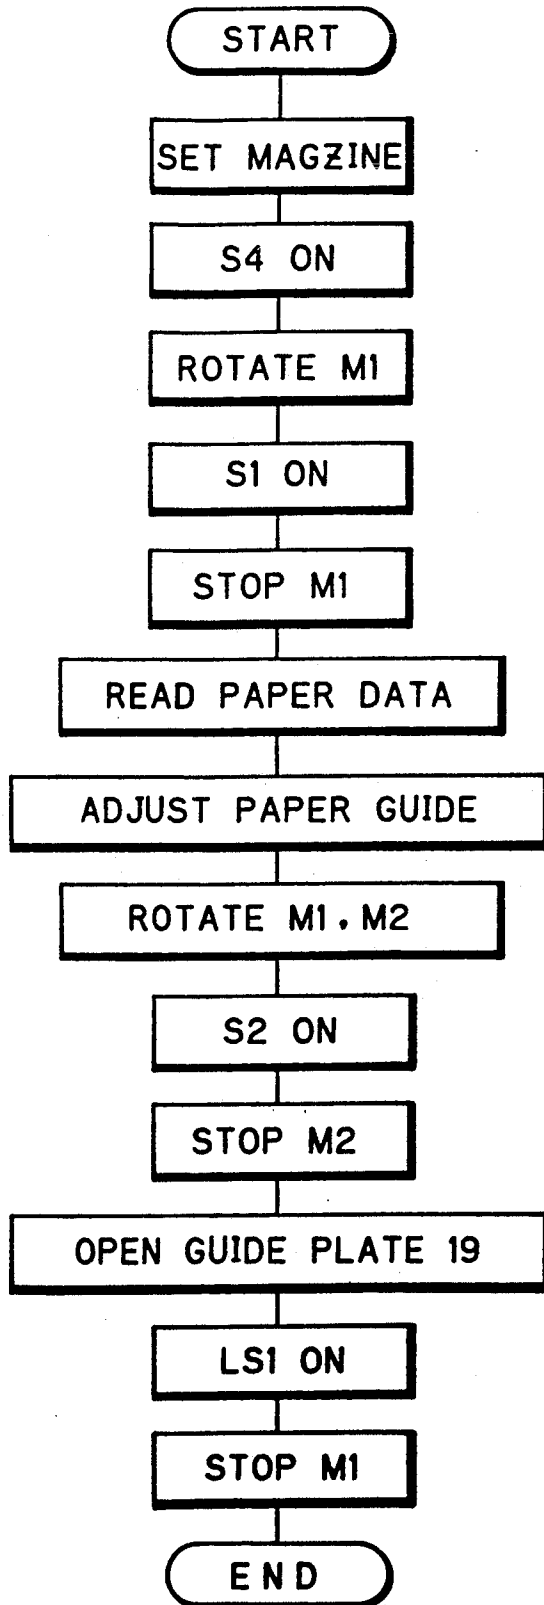 START
SET MAGZINE
S4 ON
ROTATE M1
S1 ON
STOP M1
READ PAPER DATA
ADJUST PAPER GUIDE
ROTATE M1. M2
S2 ON
STOP M2
OPEN GUIDE PLATE 19
LS1 ON
STOP M1
END